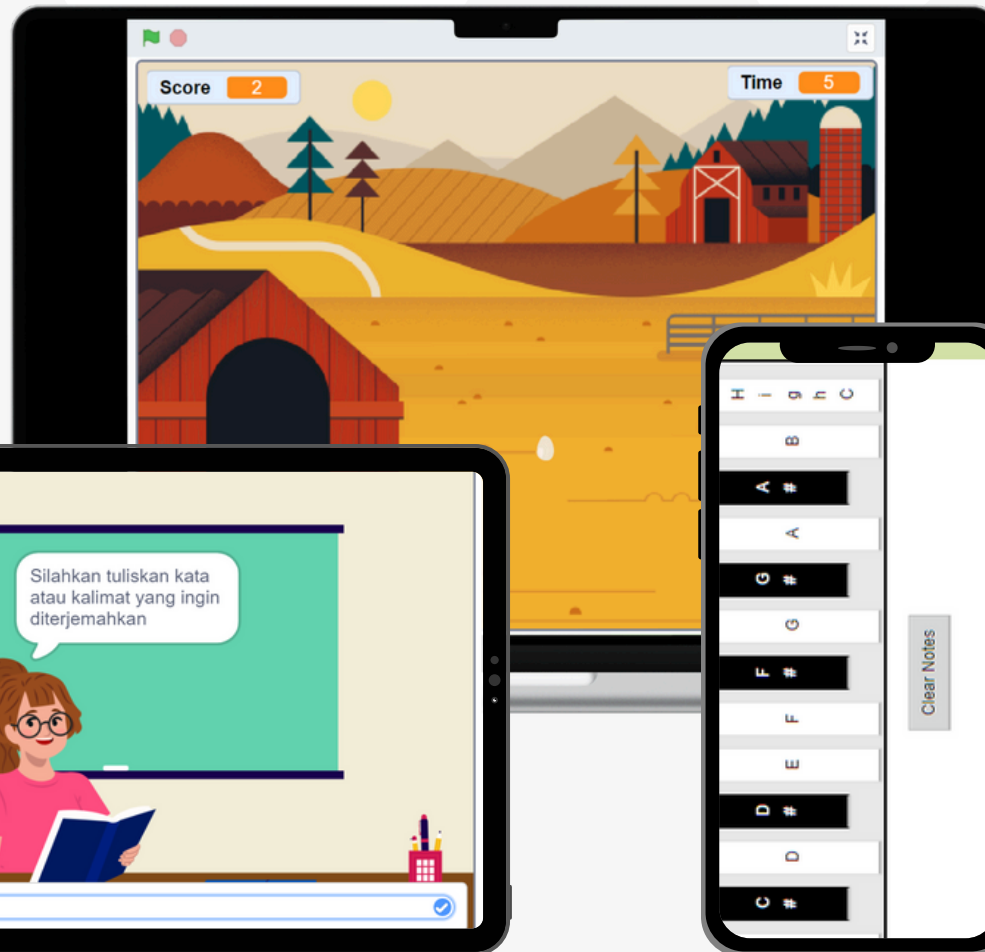 Score 2
Time 5
Silahkan tuliskan kata
atau kalimat yang ingin
diterjemahkan
High C
B
A #
A
G #
G
F #
F
E
D #
D
C #
Clear Notes